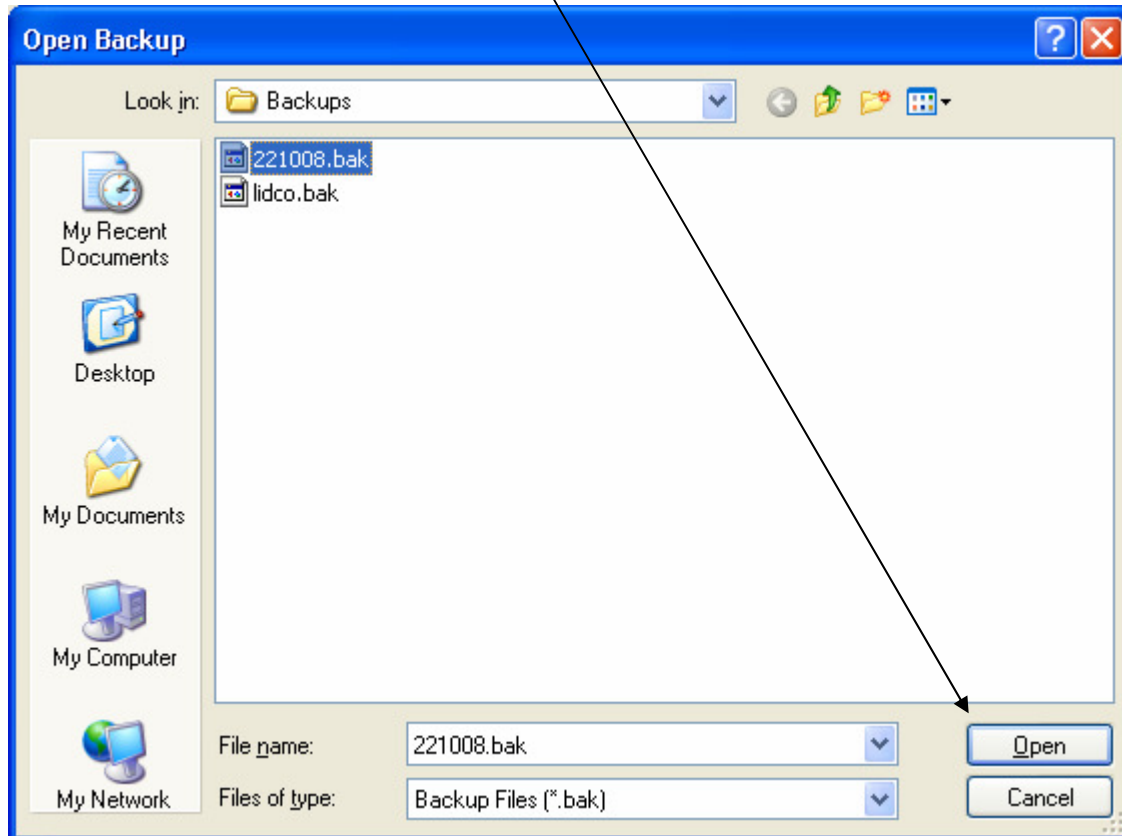 Open Backup
Look in: Backups
221008.bak
lidco.bak
My Recent
Documents
Desktop
My Documents
My Computer
My Network
File name: 221008.bak Open
Files of type: Backup Files (*.bak) Cancel